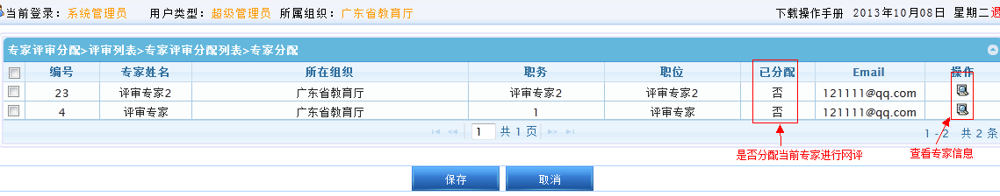 当前登录：系统管理员 用户类型：超级管理员 所属组织：广东省教育厅 下载操作手册 2013年10月08日 星期二
专家评审分配>评审列表>专家评审分配列表>专家分配
编号 专家姓名 所在组织 职务 职位 已分配 Email 操作
23 评审专家2 广东省教育厅 评审专家2 评审专家2 否 121111@qq.com
4 评审专家 广东省教育厅 1 评审专家 否 121111@qq.com
1 共 1 页 1 - 2 共 2 条
是否分配当前专家进行网评 查看专家信息
保存 取消